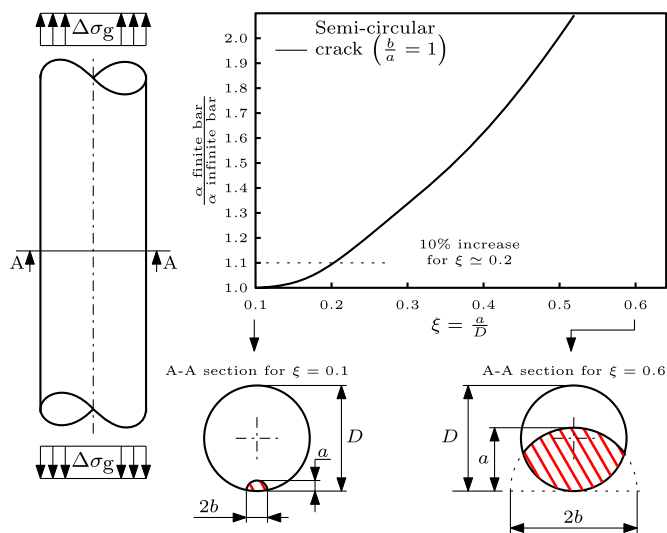 Δσg
A
A
Δσg
Semi-circular
crack (b/a = 1)
α finite bar / α infinite bar
2.0
1.9
1.8
1.7
1.6
1.5
1.4
1.3
1.2
1.1
1.0
10% increase
for ξ ≃ 0.2
0.1 0.2 0.3 0.4 0.5 0.6
ξ = a/D
A-A section for ξ = 0.1
D
a
2b
A-A section for ξ = 0.6
D
a
2b